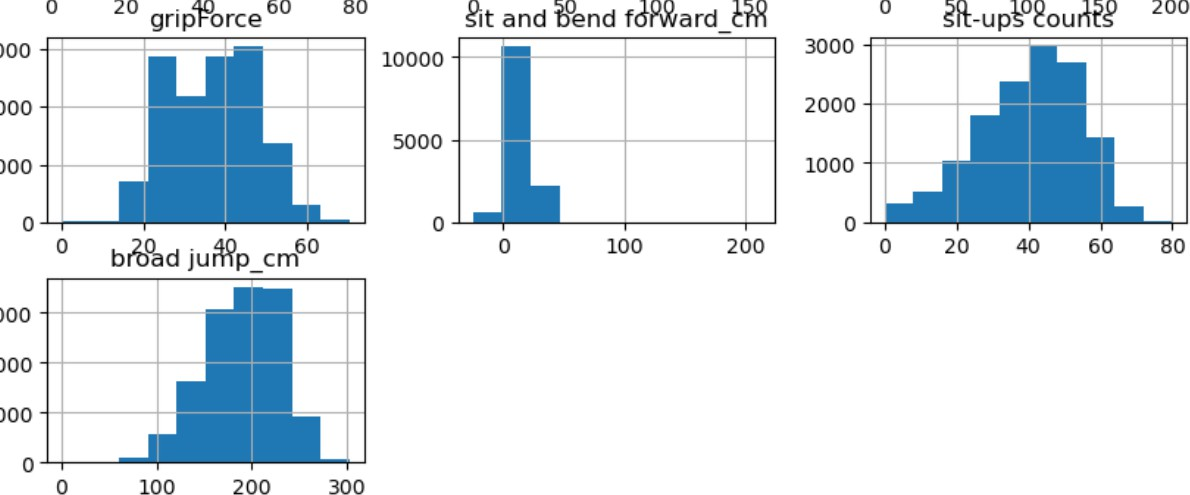 0 20 40 60 80 0 50 100 150 0 50 100 150 200
gripForce sit and bend forward_cm sit-ups counts
10000 3000
2000
5000
1000
0 0 0
0 20 40 60 0 100 200 0 20 40 60 80
broad jump_cm
0
0 100 200 300